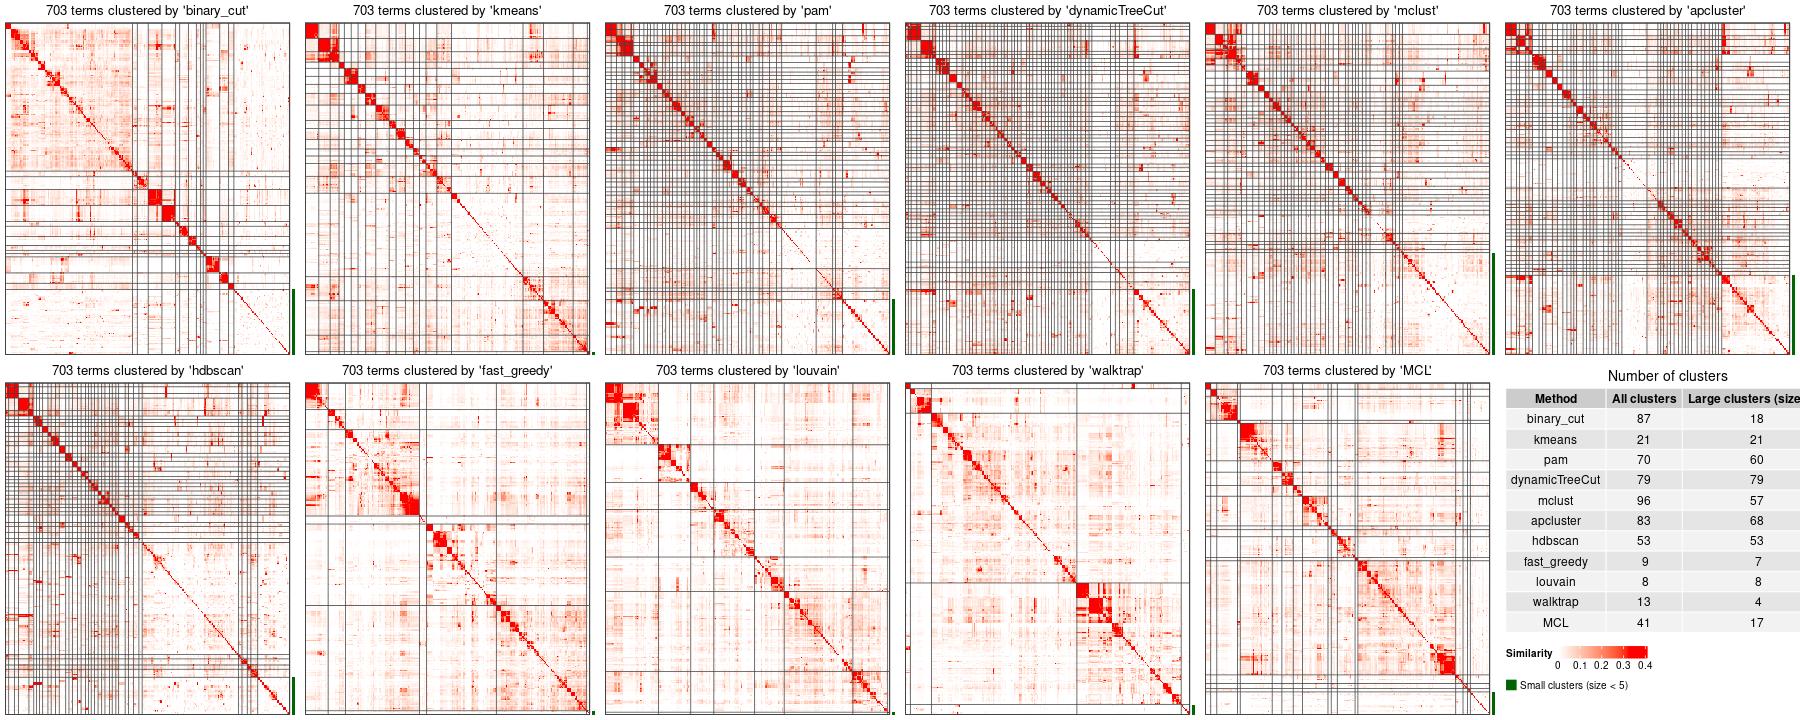 703 terms clustered by 'binary_cut'
703 terms clustered by 'kmeans'
703 terms clustered by 'pam'
703 terms clustered by 'dynamicTreeCut'
703 terms clustered by 'mclust'
703 terms clustered by 'apcluster'
703 terms clustered by 'hdbscan'
703 terms clustered by 'fast_greedy'
703 terms clustered by 'louvain'
703 terms clustered by 'walktrap'
703 terms clustered by 'MCL'
Number of clusters
Method All clusters Large clusters (size
binary_cut 87 18
kmeans 21 21
pam 70 60
dynamicTreeCut 79 79
mclust 96 57
apcluster 83 68
hdbscan 53 53
fast_greedy 9 7
louvain 8 8
walktrap 13 4
MCL 41 17
Similarity
0 0.1 0.2 0.3 0.4
Small clusters (size < 5)